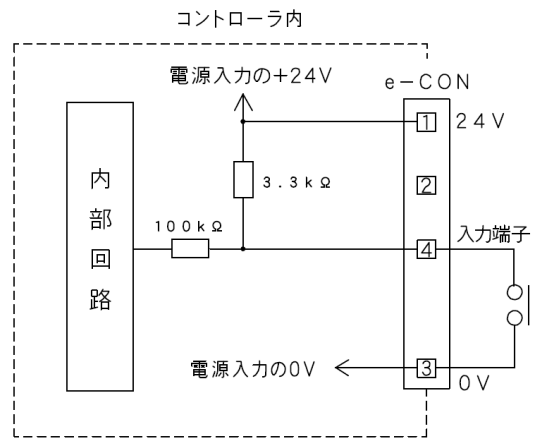 コントローラ内
電源入力の+24V
e-CON
1
24V
3.3kΩ
2
内部回路
100kΩ
4
入力端子
電源入力の0V
3
0V